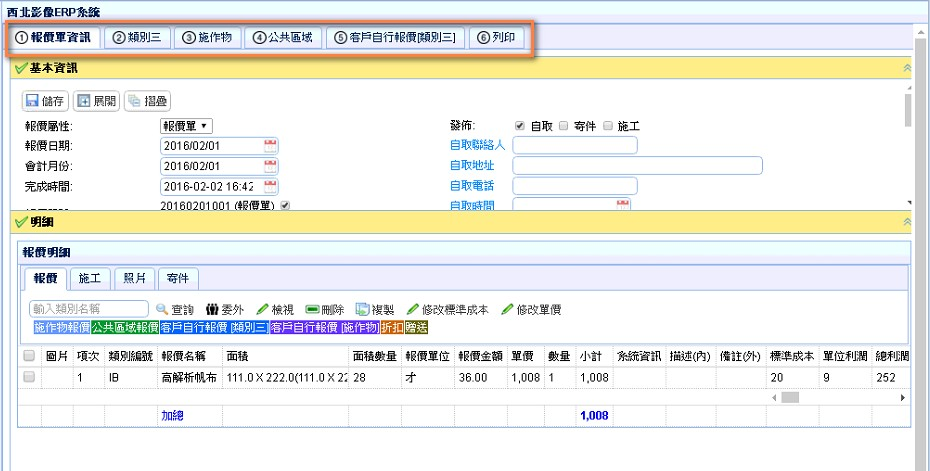 西北影像ERP系統
①報價單資訊 ②類別三 ③施作物 ④公共區域 ⑤客戶自行報價[類別三] ⑥列印
基本資訊
儲存 展開 摺疊
報價屬性: 報價單 發佈: 自取 寄件 施工
報價日期: 2016/02/01 自取聯絡人
會計月份: 2016/02/01 自取地址
完成時間: 2016-02-02 16:42 自取電話
20160201001 (報價單) 自取時間
明細
報價明細
報價 施工 照片 寄件
輸入類別名稱 查詢 委外 檢視 刪除 複製 修改標準成本 修改單價
施作物報價 公共區域報價 客戶自行報價 [類別三] 客戶自行報價 [施作物] 折扣 贈送
圖片 項次 類別編號 報價名稱 面積 面積數量 報價單位 報價金額 單價 數量 小計 系統資訊 描述(內) 備註(外) 標準成本 單位利潤 總利潤
1 IB 高解析帆布 111.0 X 222.0(111.0 X 22 28 才 36.00 1,008 1 1,008 20 9 252
加總 1,008